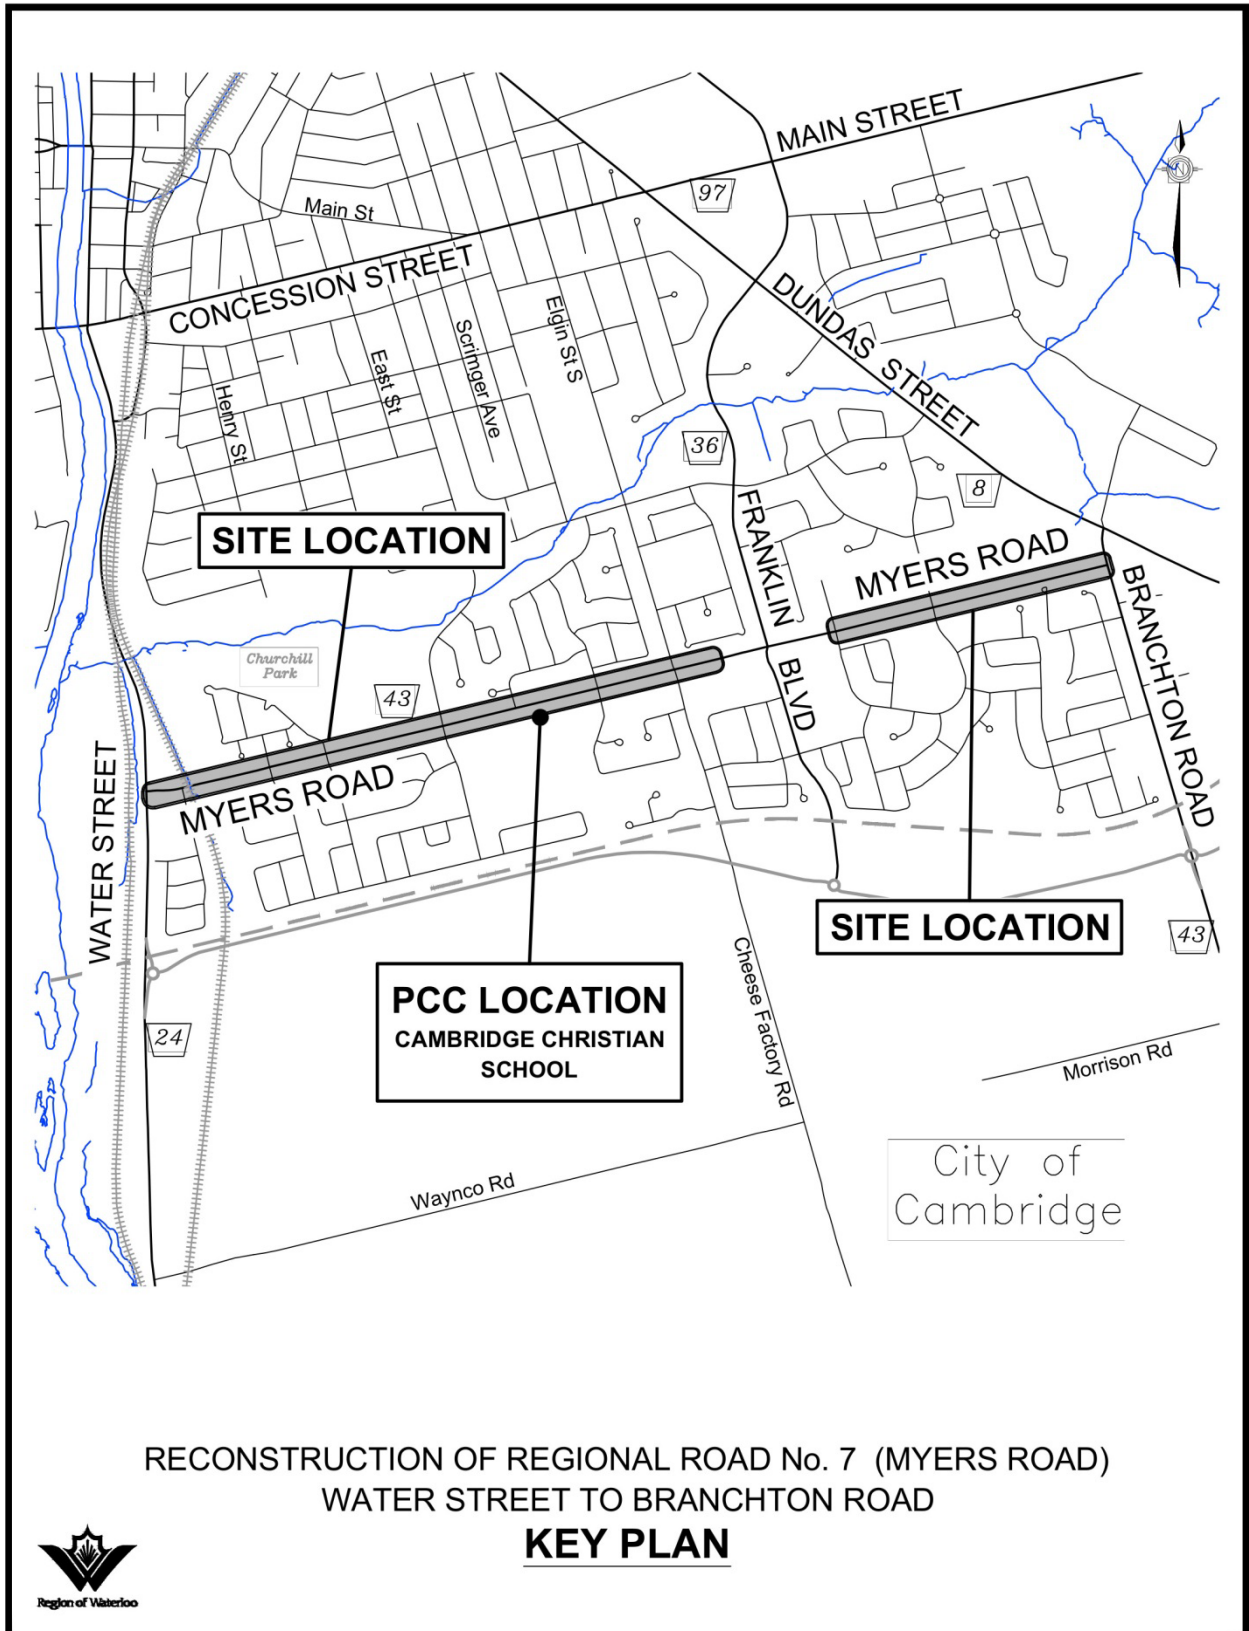 MAIN STREET
97
Main St
CONCESSION STREET
DUNDAS STREET
Elgin St S
Scrimger Ave
East St
Henry St
N
36
8
FRANKLIN
BLVD
SITE LOCATION
MYERS ROAD
BRANCHTON ROAD
Churchill
Park
43
MYERS ROAD
WATER STREET
SITE LOCATION
43
PCC LOCATION
CAMBRIDGE CHRISTIAN
SCHOOL
Cheese Factory Rd
24
Morrison Rd
City of
Cambridge
Waynco Rd
RECONSTRUCTION OF REGIONAL ROAD No. 7 (MYERS ROAD)
WATER STREET TO BRANCHTON ROAD
KEY PLAN
Region of Waterloo